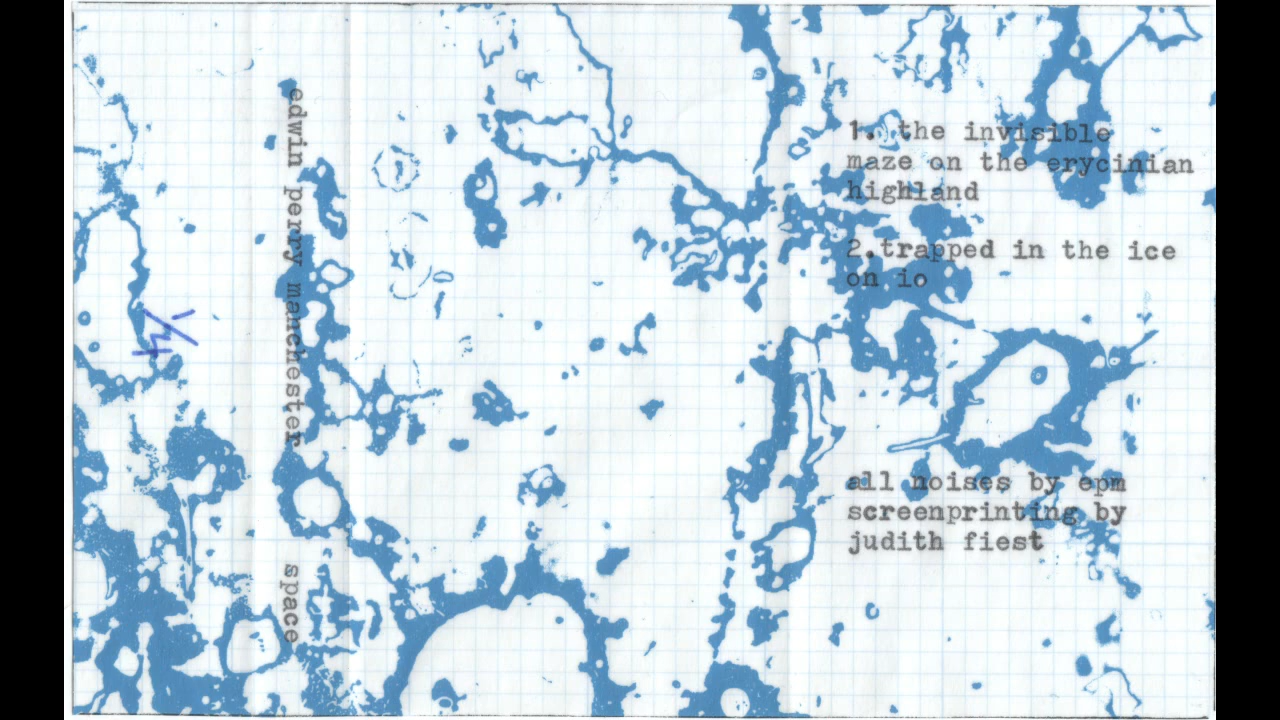 edwin perry manchester space
1. the invisible
maze on the erycinian
highland
2.trapped in the ice
on io
all noises by epm
screenprinting by
judith fiest